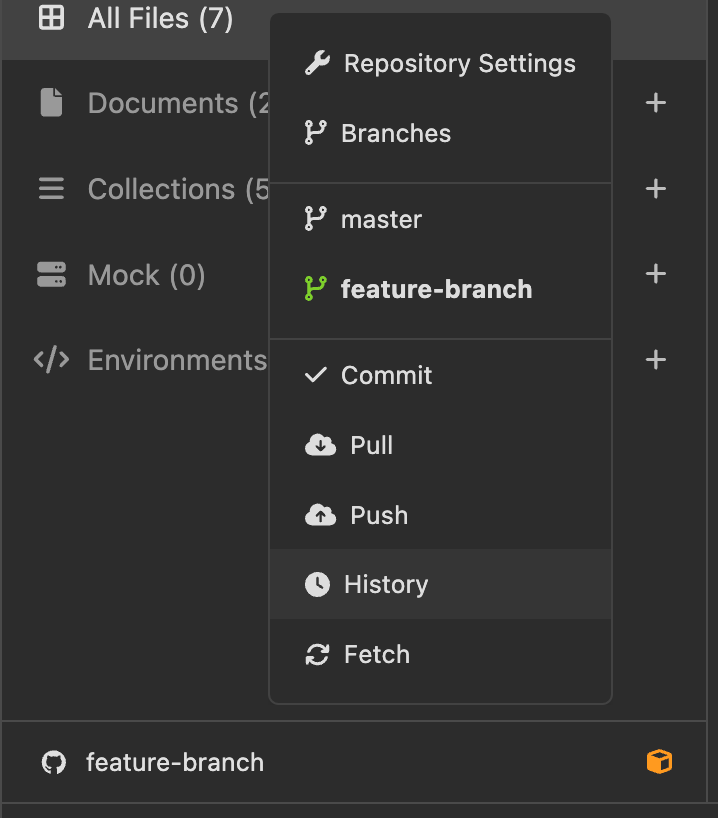 All Files (7)
Repository Settings
Documents (2
Branches
Collections (5
master
Mock (0)
feature-branch
Environments
Commit
Pull
Push
History
Fetch
feature-branch